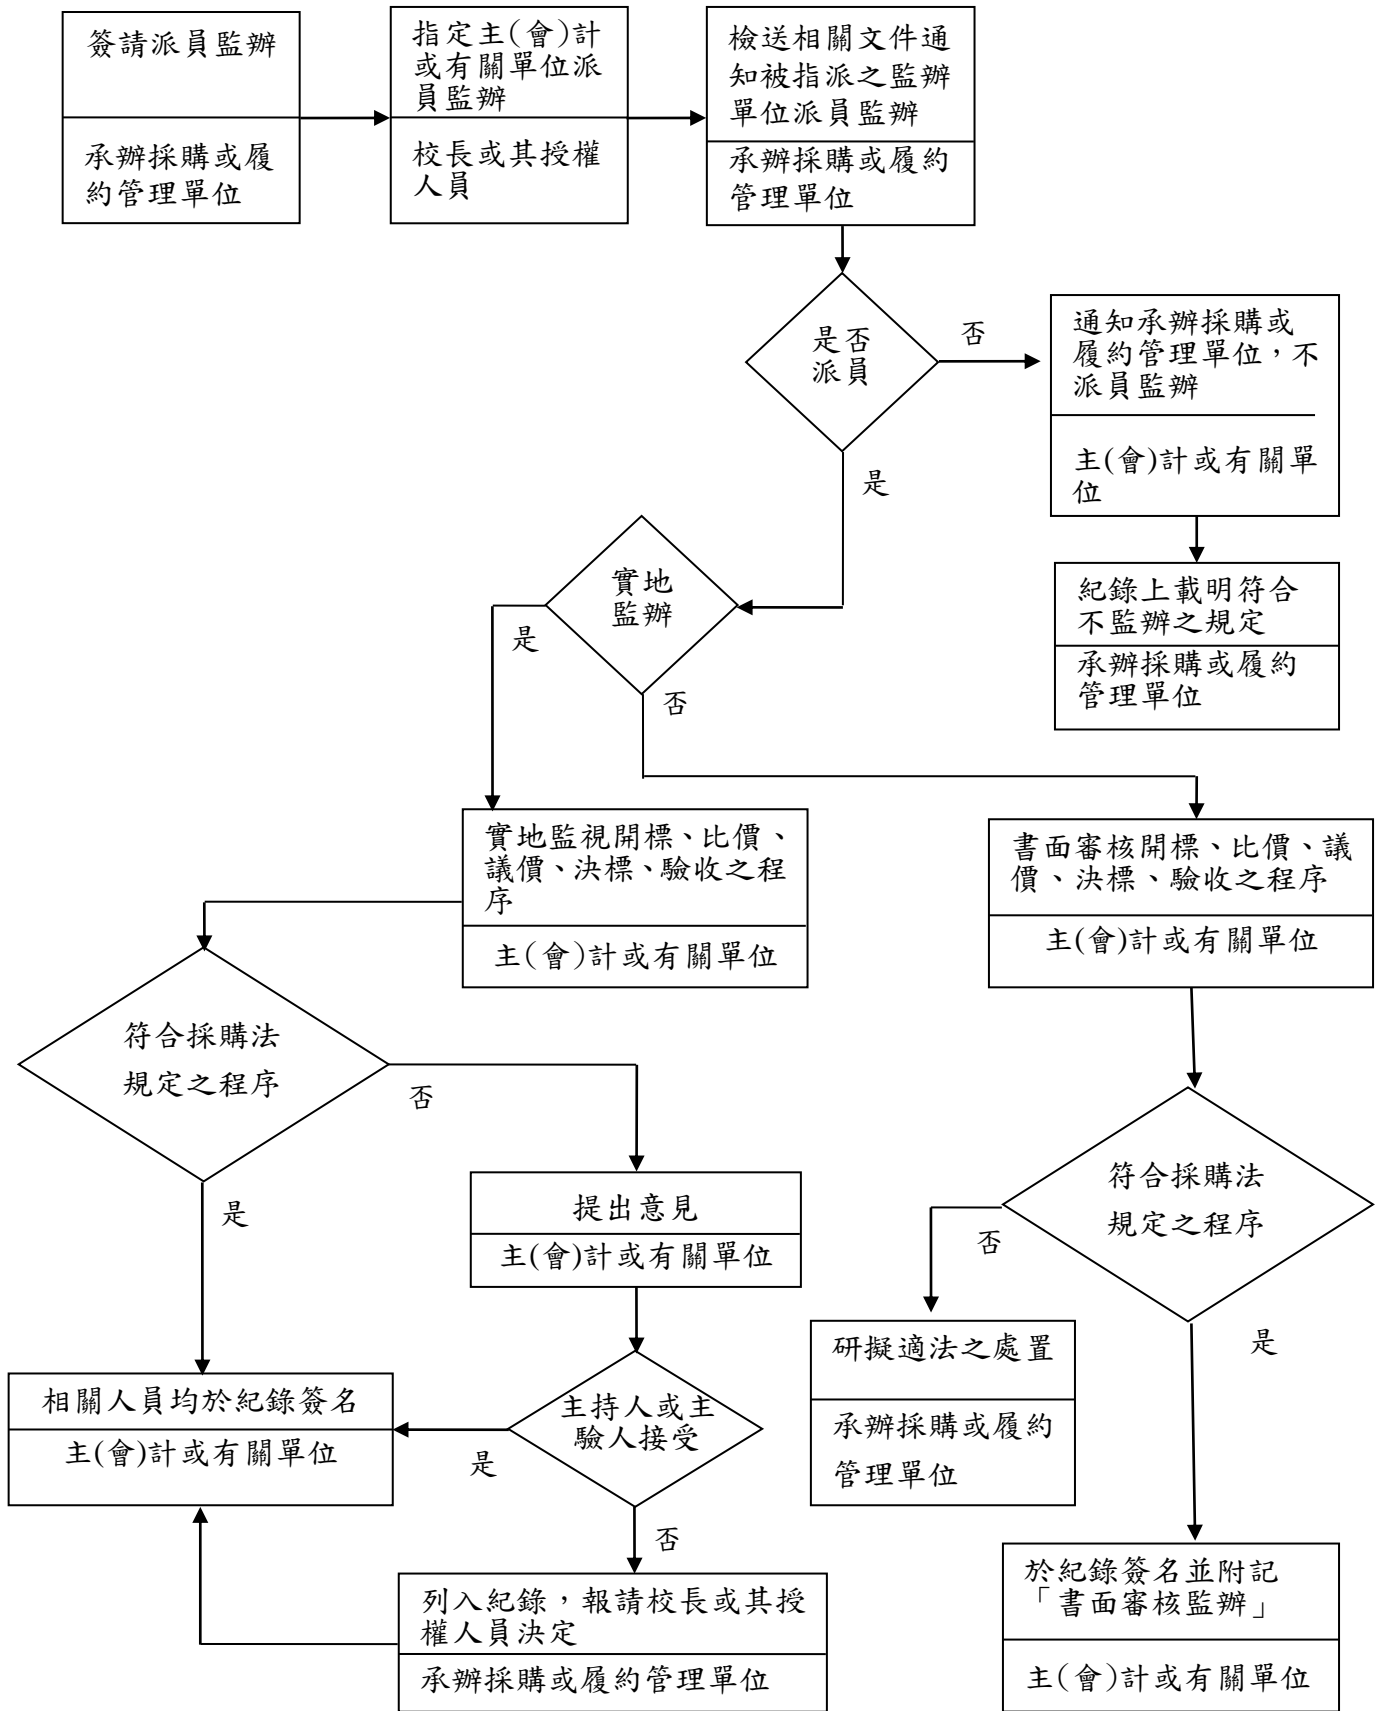 簽請派員監辦
承辦採購或履
約管理單位
指定主(會)計
或有關單位派
員監辦
校長或其授權
人員
檢送相關文件通
知被指派之監辦
單位派員監辦
承辦採購或履約
管理單位
是否
派員
否
通知承辦採購或
履約管理單位，不
派員監辦
主(會)計或有關單
位
是
紀錄上載明符合
不監辦之規定
承辦採購或履約
管理單位
實地
監辦
是
否
實地監視開標、比價、
議價、決標、驗收之程
序
主(會)計或有關單位
書面審核開標、比價、議
價、決標、驗收之程序
主(會)計或有關單位
符合採購法
規定之程序
否
是
提出意見
主(會)計或有關單位
符合採購法
規定之程序
否
是
研擬適法之處置
承辦採購或履約
管理單位
相關人員均於紀錄簽名
主(會)計或有關單位
主持人或主
驗人接受
是
否
列入紀錄，報請校長或其授
權人員決定
承辦採購或履約管理單位
於紀錄簽名並附記
「書面審核監辦」
主(會)計或有關單位